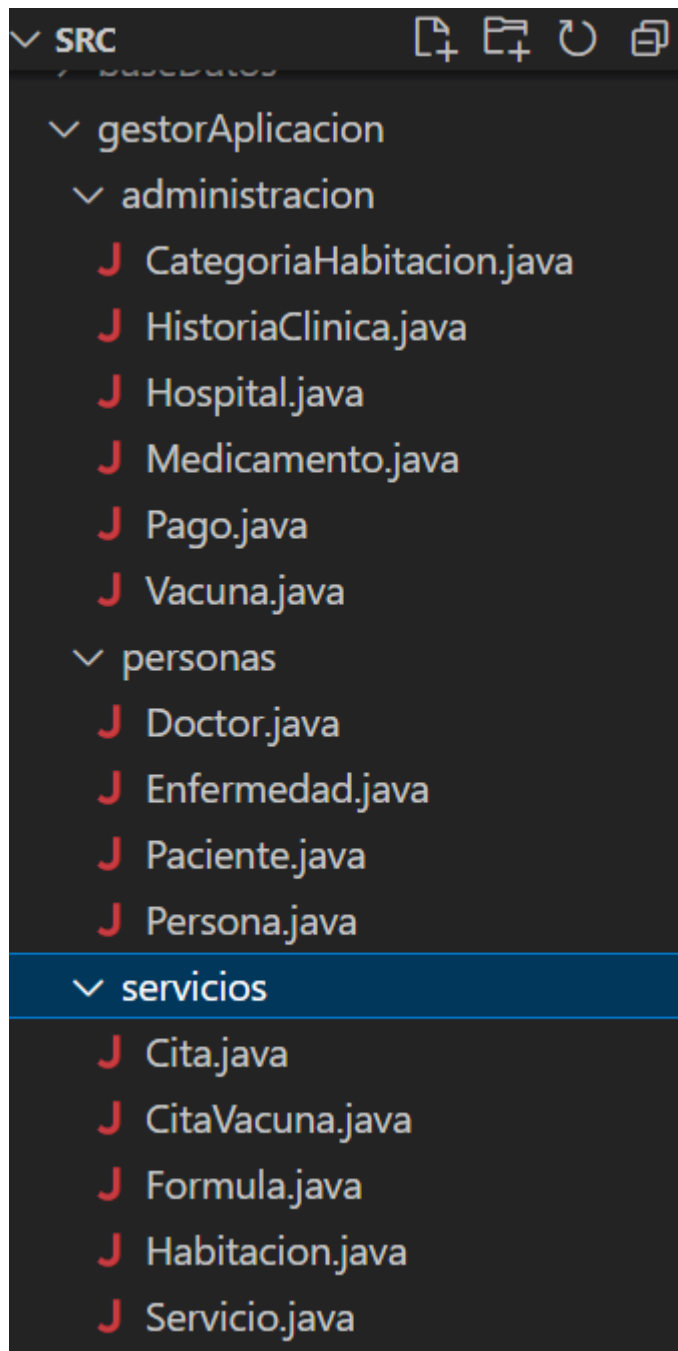 SRC
baseDatos
gestorAplicacion
administracion
CategoriaHabitacion.java
HistoriaClinica.java
Hospital.java
Medicamento.java
Pago.java
Vacuna.java
personas
Doctor.java
Enfermedad.java
Paciente.java
Persona.java
servicios
Cita.java
CitaVacuna.java
Formula.java
Habitacion.java
Servicio.java